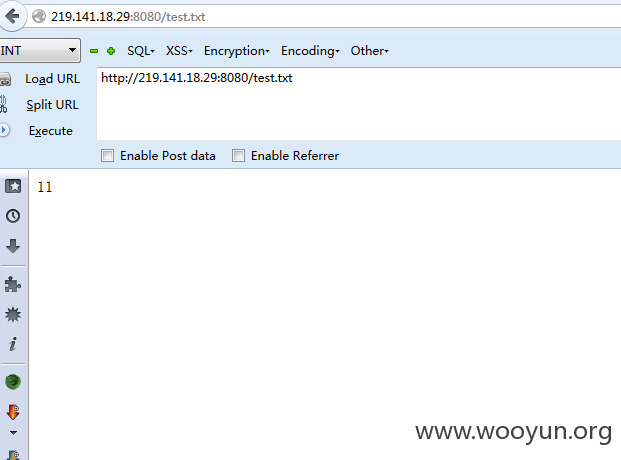 219.141.18.29:8080/test.txt
INT SQL▾ XSS▾ Encryption▾ Encoding▾ Other▾
Load URL http://219.141.18.29:8080/test.txt
Split URL
Execute
Enable Post data Enable Referrer
11
www.wooyun.org